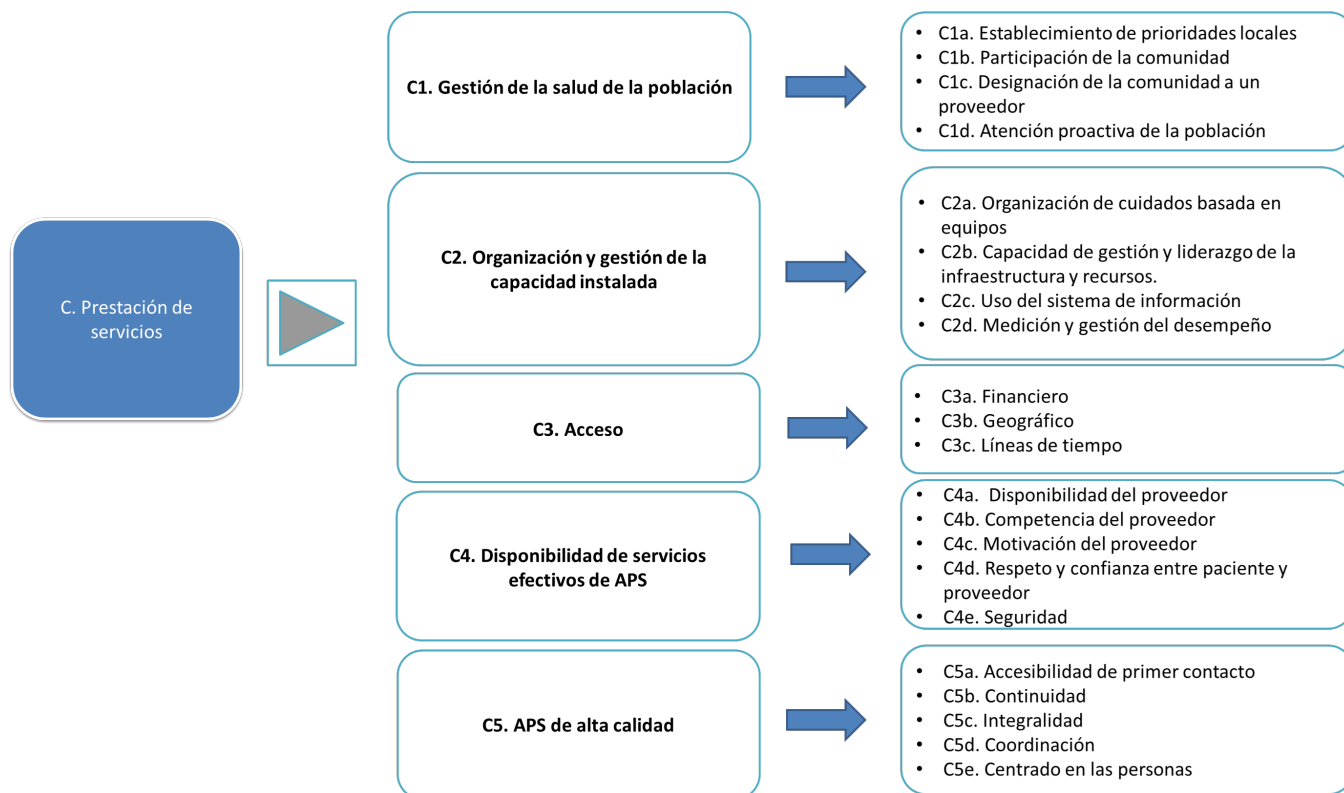 C. Prestación de
servicios
C1. Gestión de la salud de la población
• C1a. Establecimiento de prioridades locales
• C1b. Participación de la comunidad
• C1c. Designación de la comunidad a un
proveedor
• C1d. Atención proactiva de la población
C2. Organización y gestión de la
capacidad instalada
• C2a. Organización de cuidados basada en
equipos
• C2b. Capacidad de gestión y liderazgo de la
infraestructura y recursos.
• C2c. Uso del sistema de información
• C2d. Medición y gestión del desempeño
C3. Acceso
• C3a. Financiero
• C3b. Geográfico
• C3c. Líneas de tiempo
C4. Disponibilidad de servicios
efectivos de APS
• C4a. Disponibilidad del proveedor
• C4b. Competencia del proveedor
• C4c. Motivación del proveedor
• C4d. Respeto y confianza entre paciente y
proveedor
• C4e. Seguridad
C5. APS de alta calidad
• C5a. Accesibilidad de primer contacto
• C5b. Continuidad
• C5c. Integralidad
• C5d. Coordinación
• C5e. Centrado en las personas